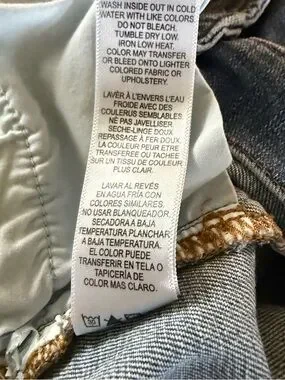 WASH INSIDE OUT IN COLD
WATER WITH LIKE COLORS.
DO NOT BLEACH.
TUMBLE DRY LOW.
IRON LOW HEAT.
COLOR MAY TRANSFER
OR BLEED ONTO LIGHTER
COLORED FABRIC OR
UPHOLSTERY.
LAVÉR À L'ENVERS L'EAU
FROIDE AVEC DES
COULERUS SEMBLABLES.
NE PAS JAVELLISER.
SECHE-LINGE DOUX.
REPASSAGE À FER DOUX.
LA COULEUR PEUR ETRE
TRANSFEREE OU TACHEE
SUR UN TISSU DE COULEUR
PLUS CLAIR.
LAVAR AL REVÉS
EN AGUA FRÍA CON
COLORES SIMILARES.
NO USAR BLANQUEADOR.
SECADORA A BAJA
TEMPERATURA PLANCHAR
A BAJA TEMPERATURA.
EL COLOR PUEDE
TRANSFERIR EN TELA O
TAPICERÍA DE
COLOR MAS CLARO.